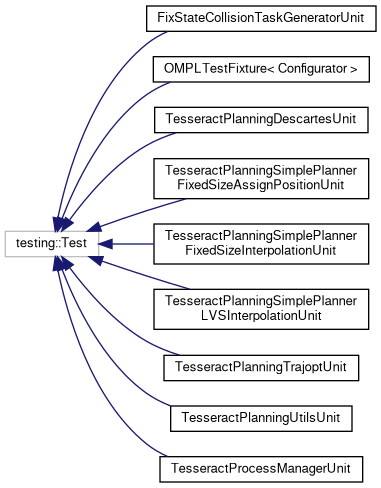 FixStateCollisionTaskGeneratorUnit
OMPLTestFixture< Configurator >
TesseractPlanningDescartesUnit
TesseractPlanningSimplePlanner
FixedSizeAssignPositionUnit
testing::Test
TesseractPlanningSimplePlanner
FixedSizeInterpolationUnit
TesseractPlanningSimplePlanner
LVSInterpolationUnit
TesseractPlanningTrajoptUnit
TesseractPlanningUtilsUnit
TesseractProcessManagerUnit